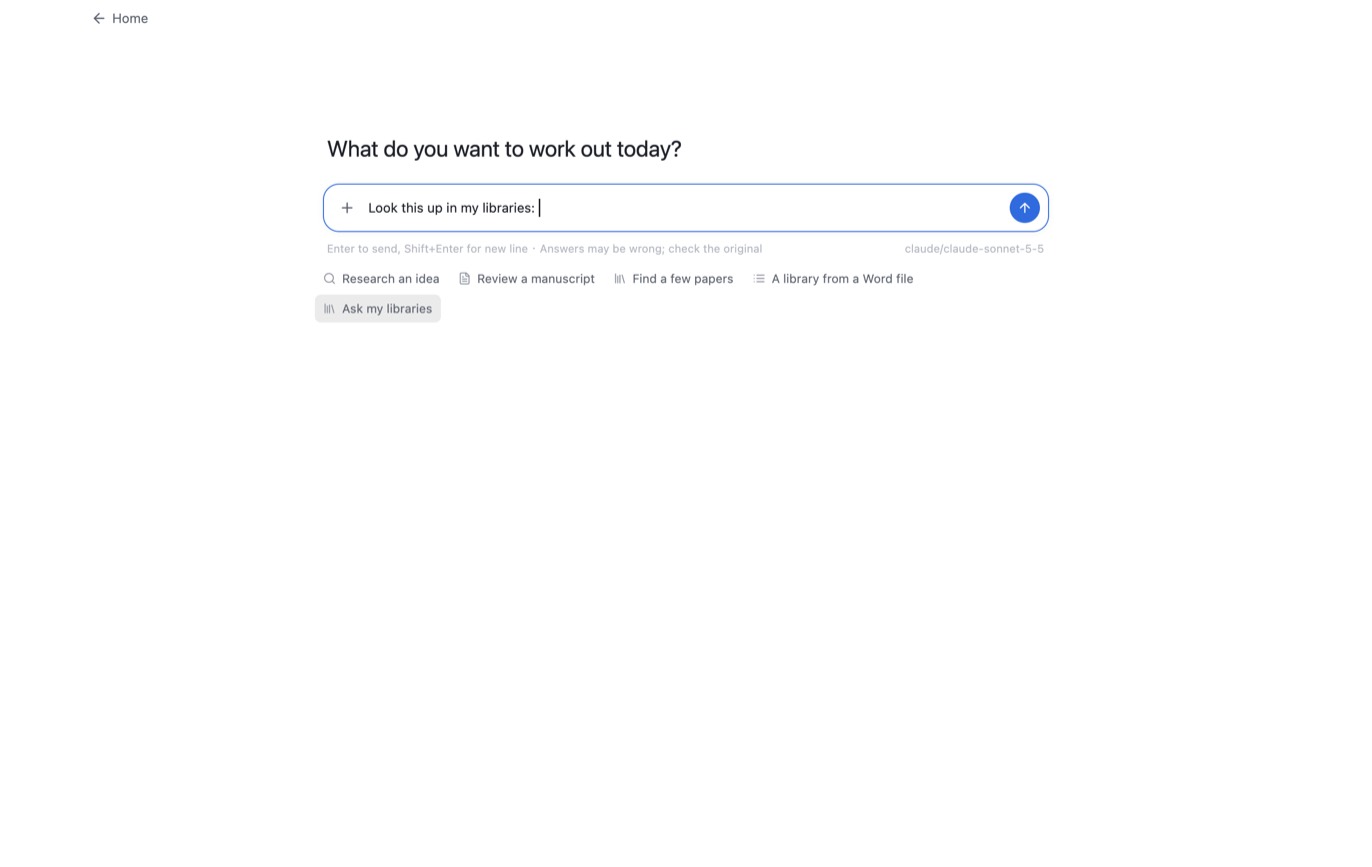 Home
What do you want to work out today?
Look this up in my libraries:
Enter to send, Shift+Enter for new line · Answers may be wrong; check the original claude/claude-sonnet-5-5
Research an idea Review a manuscript Find a few papers A library from a Word file
Ask my libraries